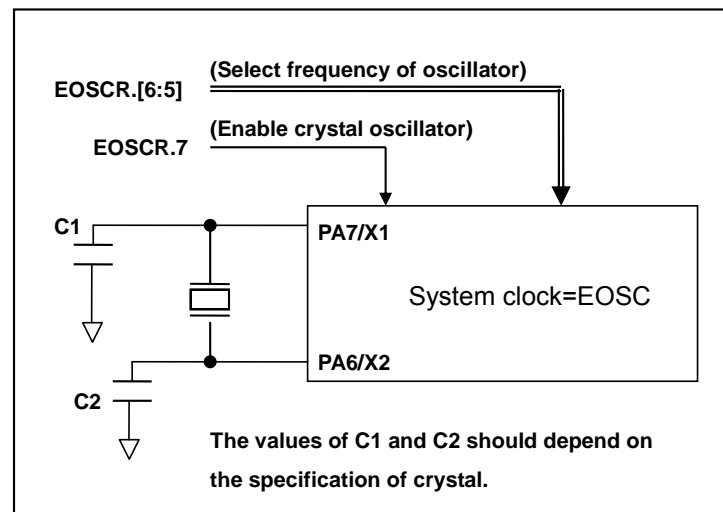 (Select frequency of oscillator)
EOSCR.[6:5]
(Enable crystal oscillator)
EOSCR.7
C1
PA7/X1
System clock=EOSC
PA6/X2
C2
The values of C1 and C2 should depend on
the specification of crystal.